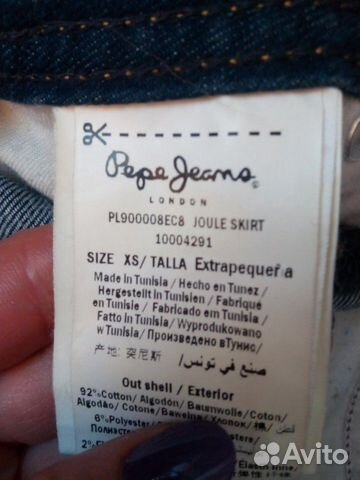 Pepe Jeans
LONDON
PL900008EC8 JOULE SKIRT
10004291
SIZE XS/ TALLA Extrapequeña
Made in Tunisia / Hecho en Tunez /
Hergestellt in Tunisien / Fabriqué
en Tunisie / Fabricado em Tunisia /
Fatto in Tunisia / Wyprodukowano
w Tunisia / Произведено вТунис/
产地: 突尼斯 / صنع في تونس
Out shell / Exterior
92%Cotton/ Algodón/ Baumwolle/Coton/
Algodão/ Cotone/ Bawełna/ Хлопок/ 棉/
6%Polyester/
Полиэстер
2%
Avito